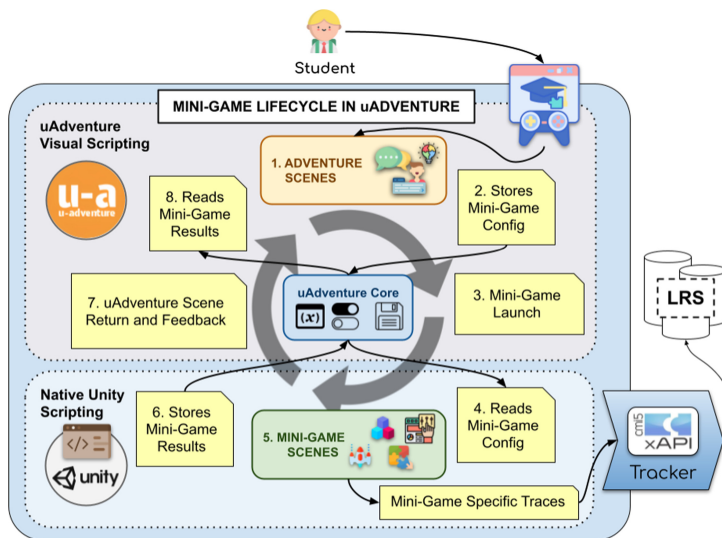 Student
MINI-GAME LIFECYCLE IN uADVENTURE
uAdventure
Visual Scripting
u-a
u-adventure
1. ADVENTURE
SCENES
8. Reads
Mini-Game
Results
2. Stores
Mini-Game
Config
7. uAdventure Scene
Return and Feedback
uAdventure Core
(x)
3. Mini-Game
Launch
LRS
Native Unity
Scripting
</>
unity
6. Stores
Mini-Game
Results
5. MINI-GAME
SCENES
4. Reads
Mini-Game
Config
Mini-Game Specific Traces
cmi5
xAPI
Tracker